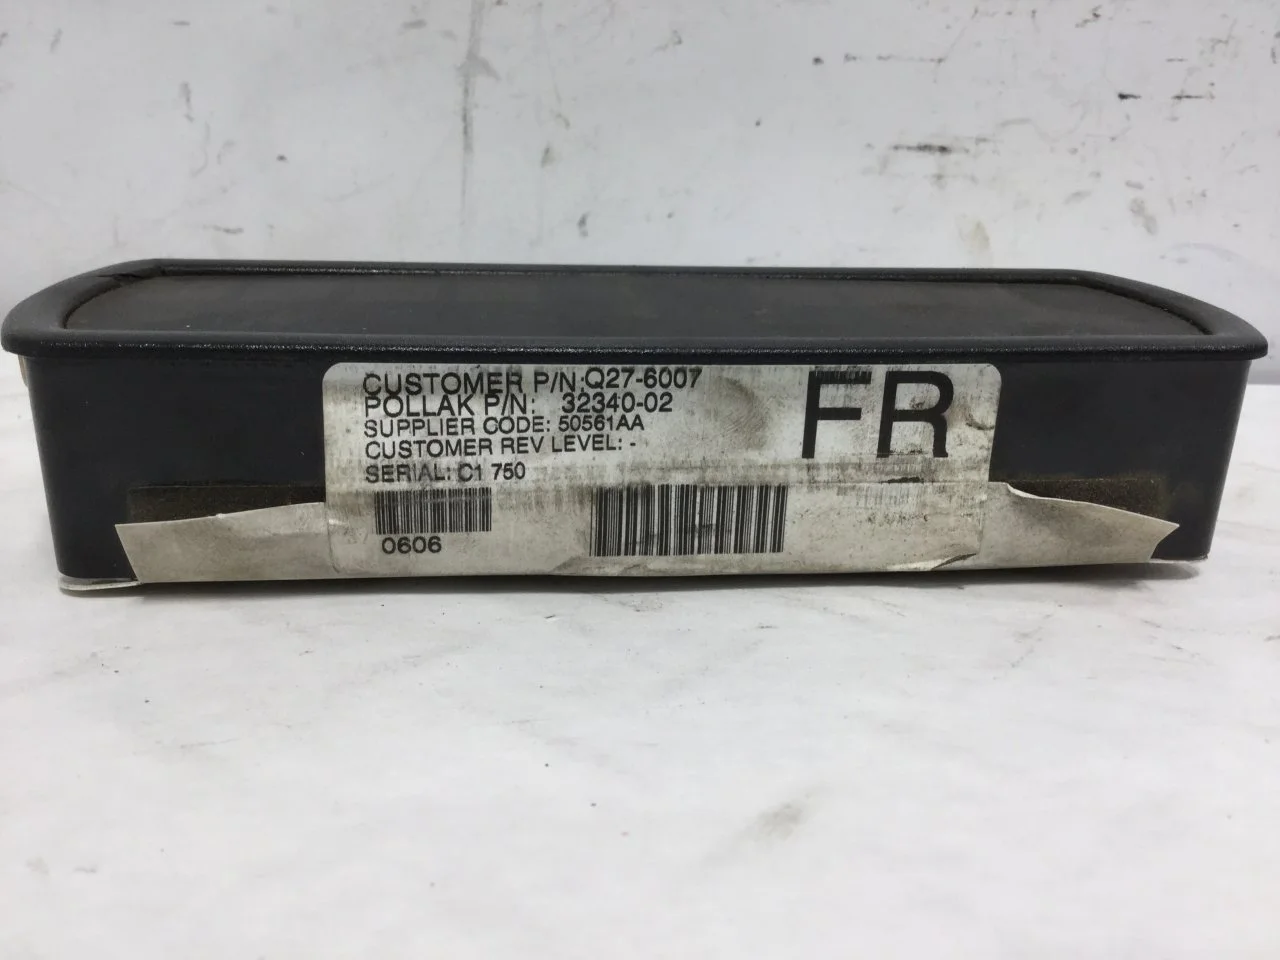 CUSTOMER P/N:Q27-6007
POLLAK P/N: 32340-02
SUPPLIER CODE: 50561AA
CUSTOMER REV LEVEL: -
SERIAL: C1 750
FR
0606